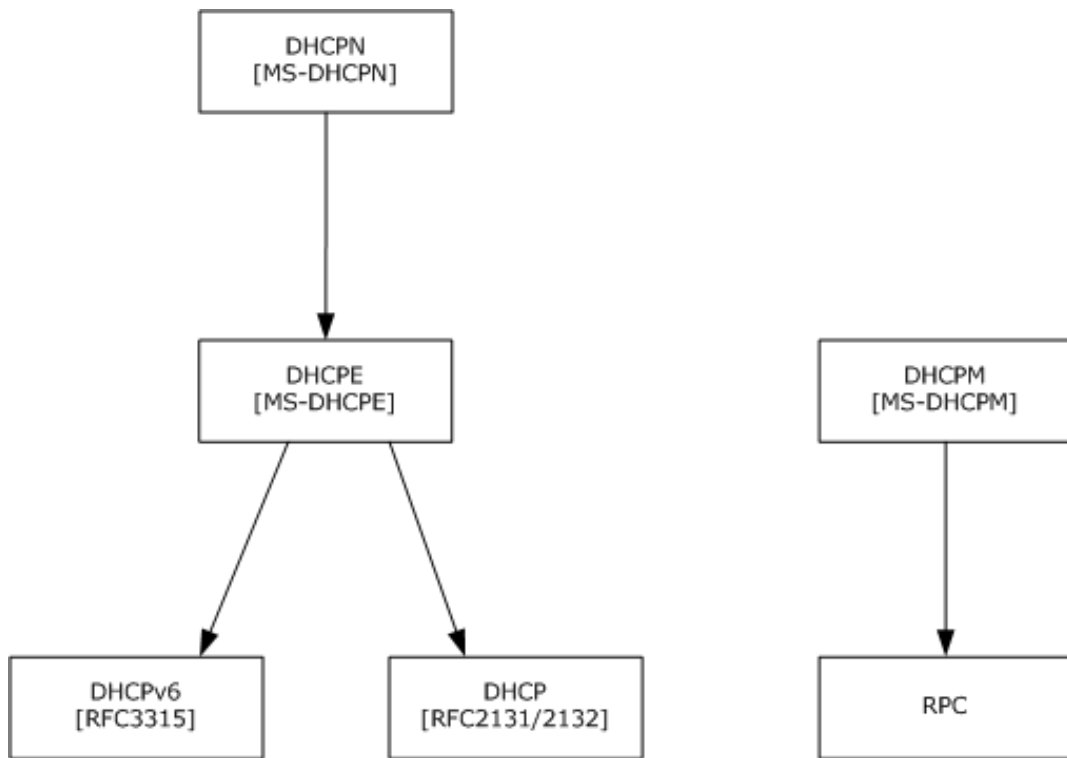 DHCPN
[MS-DHCPN]
DHCPE
[MS-DHCPE]
DHCPM
[MS-DHCPM]
DHCPv6
[RFC3315]
DHCP
[RFC2131/2132]
RPC